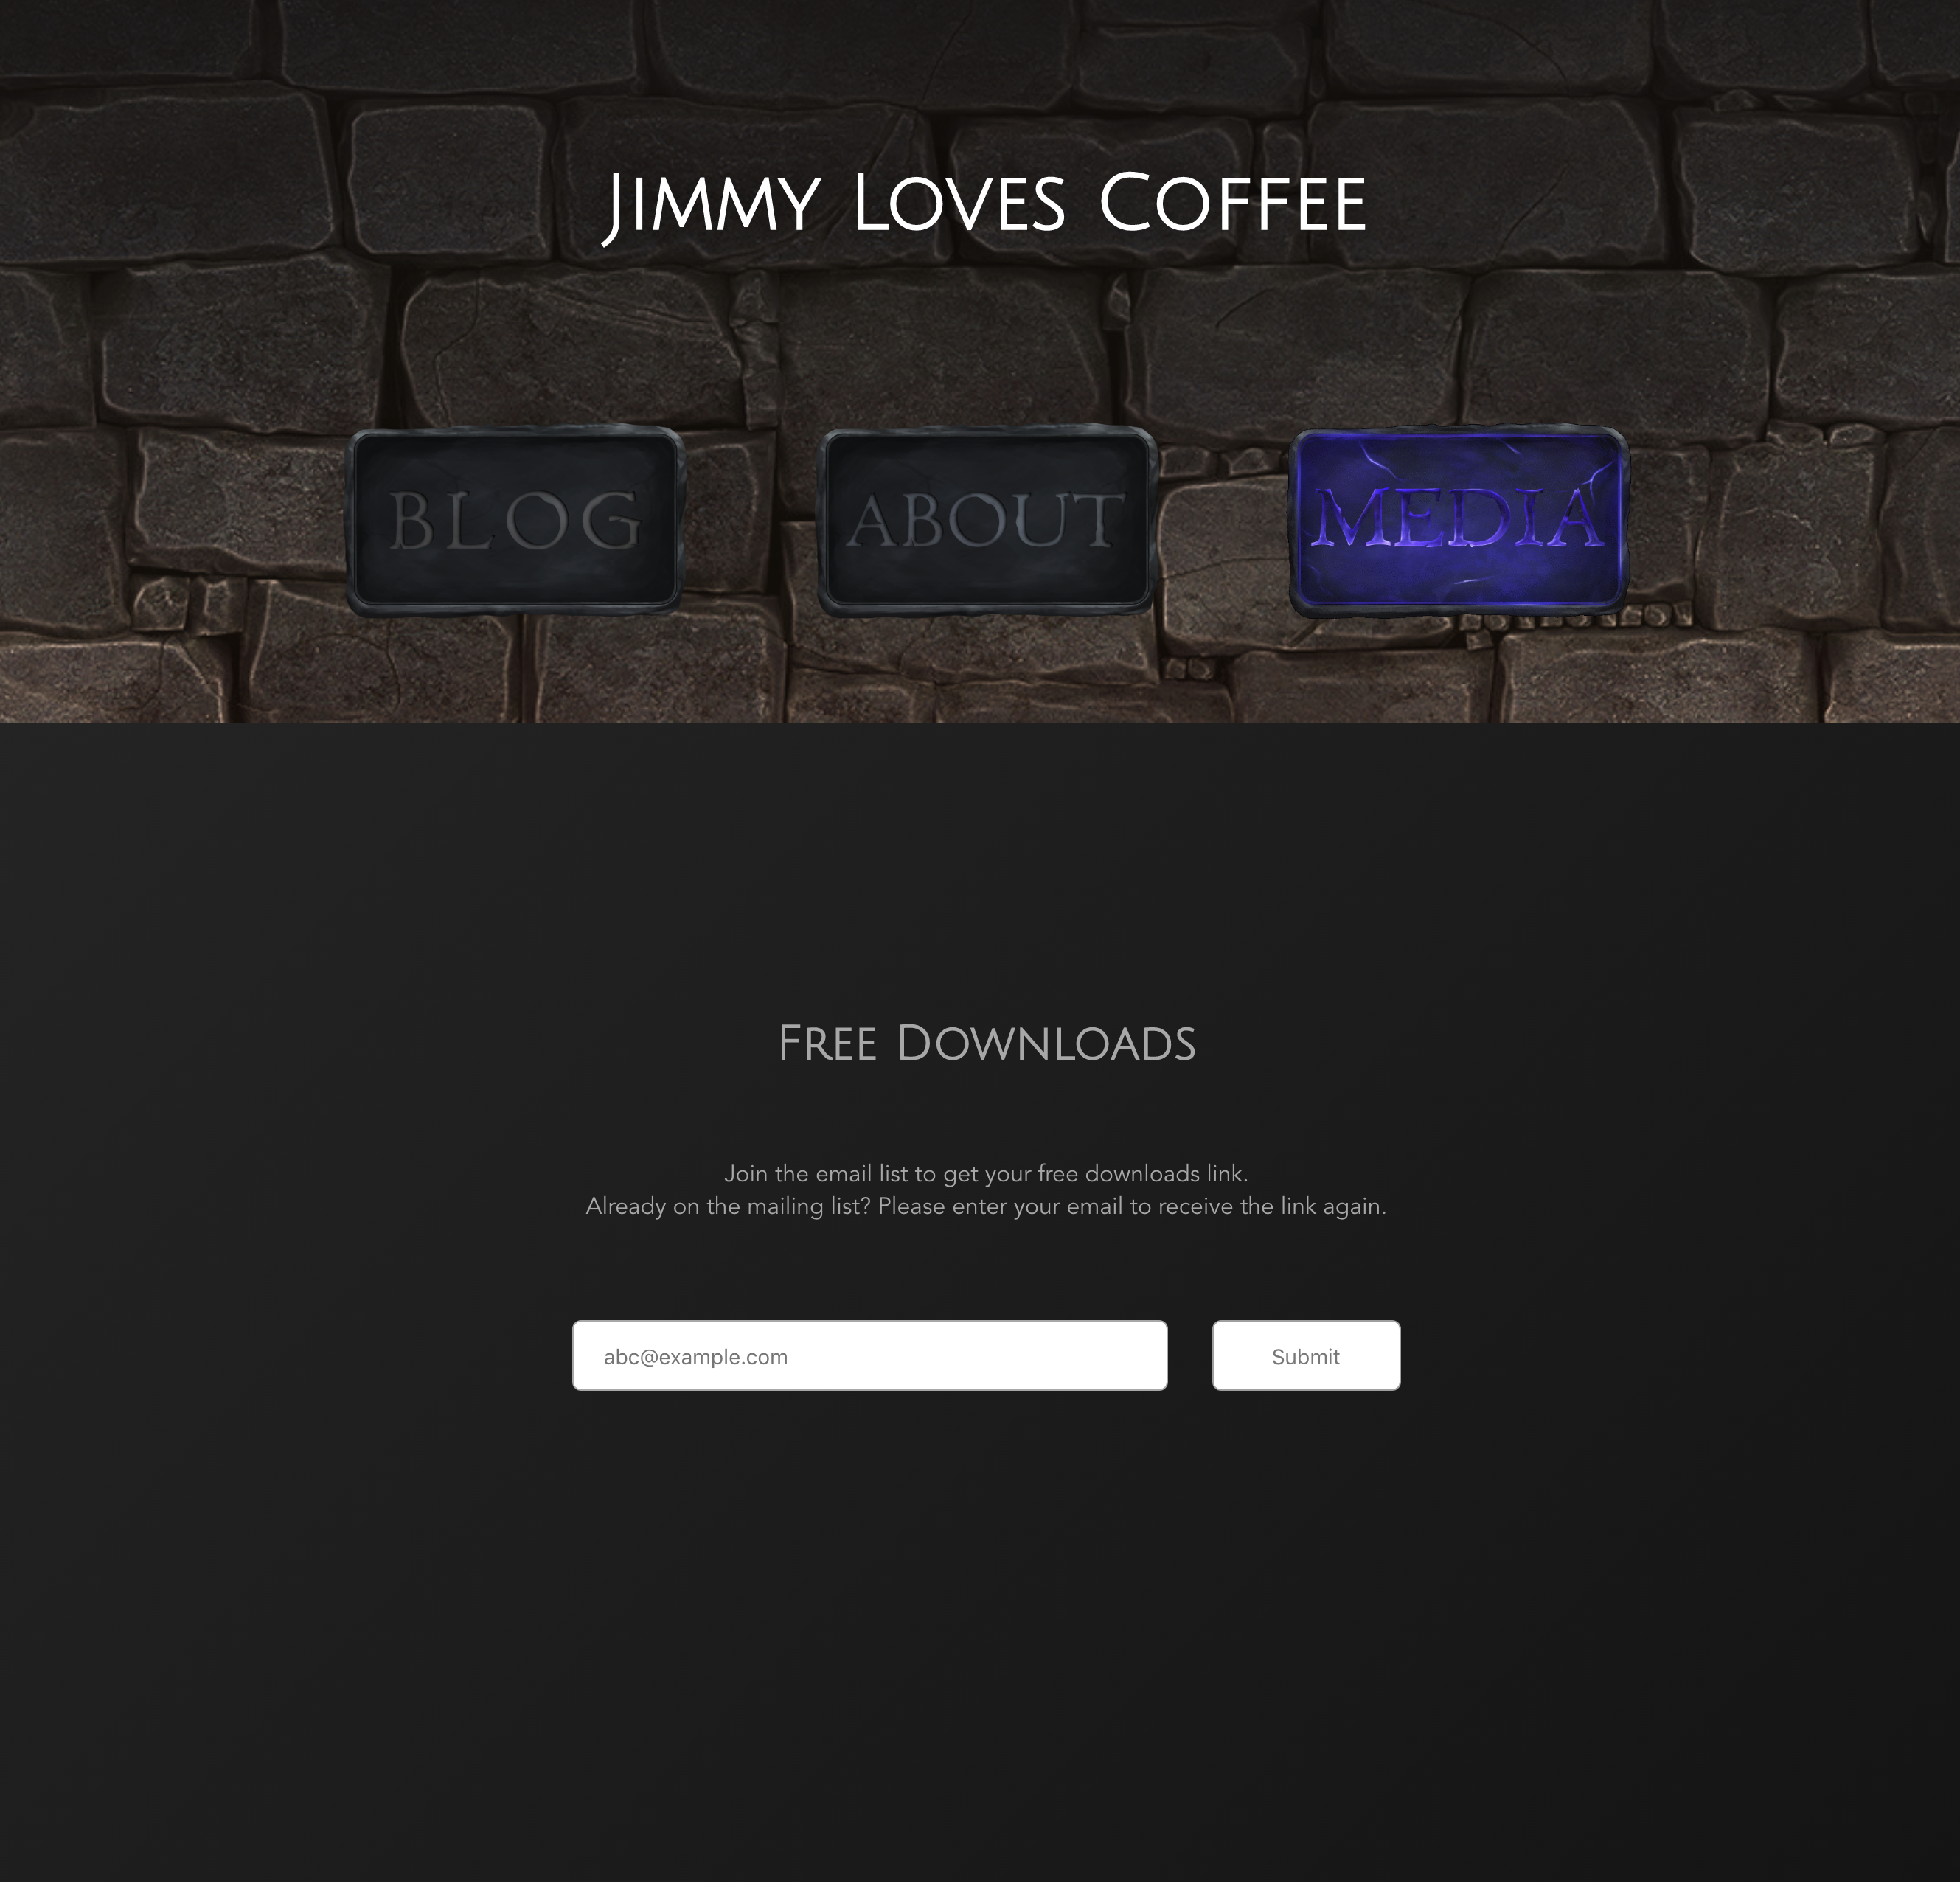 Jimmy Loves Coffee
BLOG
ABOUT
MEDIA
Free Downloads
Join the email list to get your free downloads link.
Already on the mailing list? Please enter your email to receive the link again.
abc@example.com
Submit